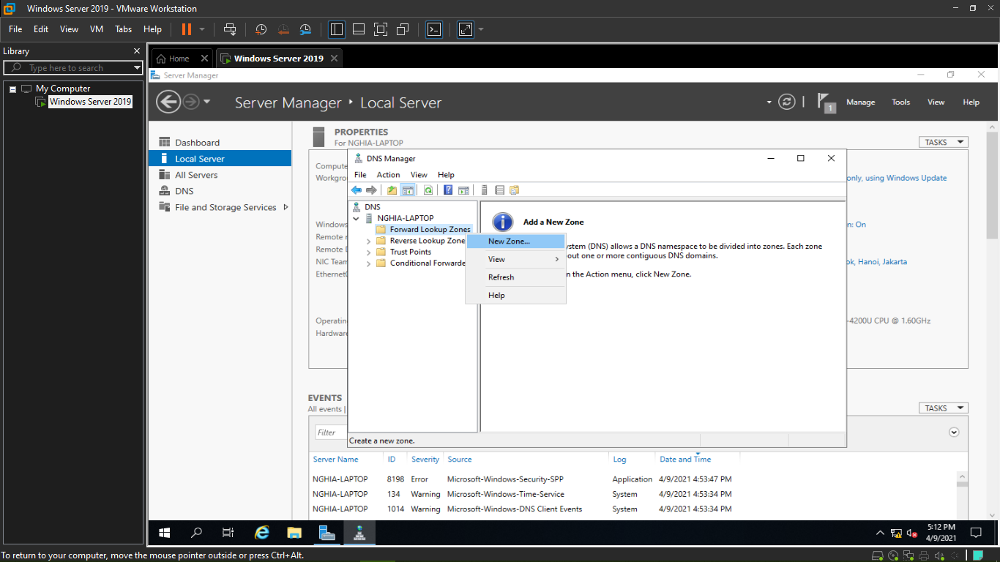 Windows Server 2019 - VMware Workstation
File Edit View VM Tabs Help
Library
Type here to search
My Computer
Windows Server 2019
Home
Windows Server 2019
Server Manager
Server Manager Local Server
1
Manage Tools View Help
Dashboard
Local Server
All Servers
DNS
File and Storage Services
PROPERTIES
For NGHIA-LAPTOP
TASKS
Compute
Workgro
only, using Windows Update
Windows
n: On
Remote
Remote
NIC Team
ok, Hanoi, Jakarta
Ethernet
Operatin
-4200U CPU @ 1.60GHz
Hardware
DNS Manager
File Action View Help
DNS
NGHIA-LAPTOP
Forward Lookup Zones
Reverse Lookup Zone
Trust Points
Conditional Forwarde
New Zone...
View
Refresh
Help
Add a New Zone
ystem (DNS) allows a DNS namespace to be divided into zones. Each zone
out one or more contiguous DNS domains.
n the Action menu, click New Zone.
Create a new zone.
EVENTS
All events |
TASKS
Filter
Server Name ID Severity Source Log Date and Time
NGHIA-LAPTOP 8198 Error Microsoft-Windows-Security-SPP Application 4/9/2021 4:53:47 PM
NGHIA-LAPTOP 134 Warning Microsoft-Windows-Time-Service System 4/9/2021 4:53:34 PM
NGHIA-LAPTOP 1014 Warning Microsoft-Windows-DNS Client Events System 4/9/2021 4:53:34 PM
5:12 PM
4/9/2021
To return to your computer, move the mouse pointer outside or press Ctrl+Alt.